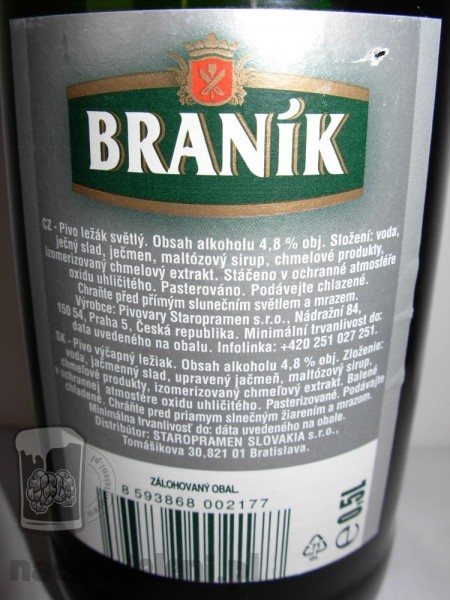 BRANÍK
CZ - Pivo ležák světlý. Obsah alkoholu 4,8 % obj. Složení: voda,
ječný slad, ječmen, maltózový sirup, chmelové produkty,
izomerizovaný chmelový extrakt. Stáčeno v ochranné atmosféře
oxidu uhličitého. Pasterováno. Podávejte chlazené.
Chraňte před přímým slunečním světlem a mrazem.
Výrobce: Pivovary Staropramen s.r.o., Nádražní 84,
150 54, Praha 5, Česká republika. Minimální trvanlivost do:
data uvedeného na obalu. Infolinka: +420 251 027 251.
SK - Pivo výčapný ležiak. Obsah alkoholu 4,8 % obj. Zloženie:
voda, jačmenný slad, upravený jačmeň, maltózový sirup,
chmeľové produkty, izomerizovaný chmeľový extrakt. Balené
v ochrannej atmosfére oxidu uhličitého. Pasterizované. Podávajte
chladené. Chráňte pred priamym slnečným žiarením a mrazom.
Minimálna trvanlivosť do: dáta uvedeného na obale.
Distribútor: STAROPRAMEN SLOVAKIA s.r.o.,
Tomášikova 30, 821 01 Bratislava.
ZÁLOHOVANÝ OBAL.
8 593868 002177
e 0,5L